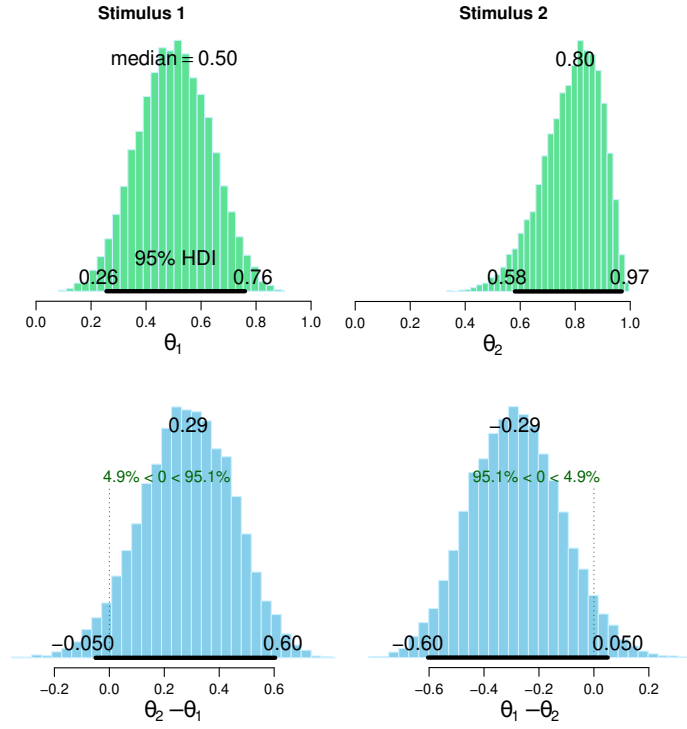 Stimulus 1
Stimulus 2
median = 0.50
0.80
95% HDI
0.26 0.76
0.58 0.97
0.0 0.2 0.4 0.6 0.8 1.0
0.0 0.2 0.4 0.6 0.8 1.0
θ1
θ2
0.29
−0.29
4.9% < 0 < 95.1%
95.1% < 0 < 4.9%
−0.050 0.60
−0.60 0.050
−0.2 0.0 0.2 0.4 0.6
−0.6 −0.4 −0.2 0.0 0.2
θ2 −θ1
θ1 −θ2